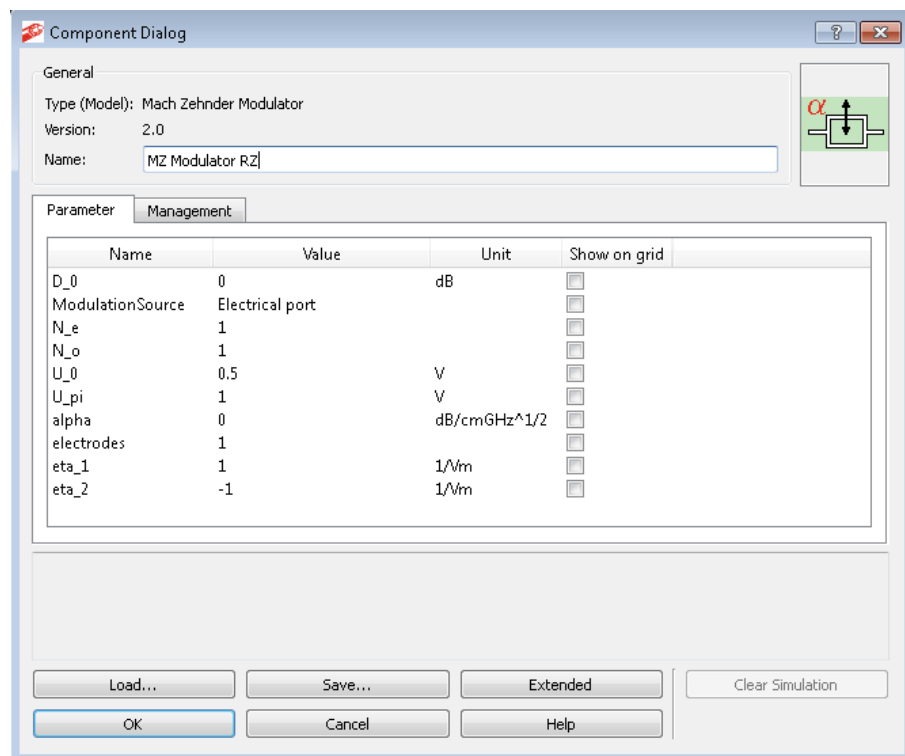 Component Dialog
General
Type (Model): Mach Zehnder Modulator
Version: 2.0
Name: MZ Modulator RZ
α
Parameter Management
Name Value Unit Show on grid
D_0 0 dB
ModulationSource Electrical port
N_e 1
N_o 1
U_0 0.5 V
U_pi 1 V
alpha 0 dB/cmGHz^1/2
electrodes 1
eta_1 1 1/Vm
eta_2 -1 1/Vm
Load... Save... Extended Clear Simulation
OK Cancel Help